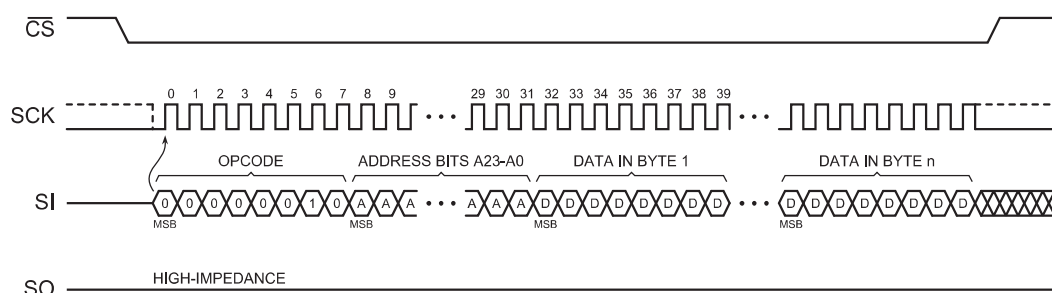 CS
0 1 2 3 4 5 6 7 8 9 29 30 31 32 33 34 35 36 37 38 39
SCK
OPCODE ADDRESS BITS A23-A0 DATA IN BYTE 1 DATA IN BYTE n
SI 0 0 0 0 0 0 1 0 A A A A A A D D D D D D D D D D D D D D D D
MSB MSB MSB MSB
HIGH-IMPEDANCE
SO